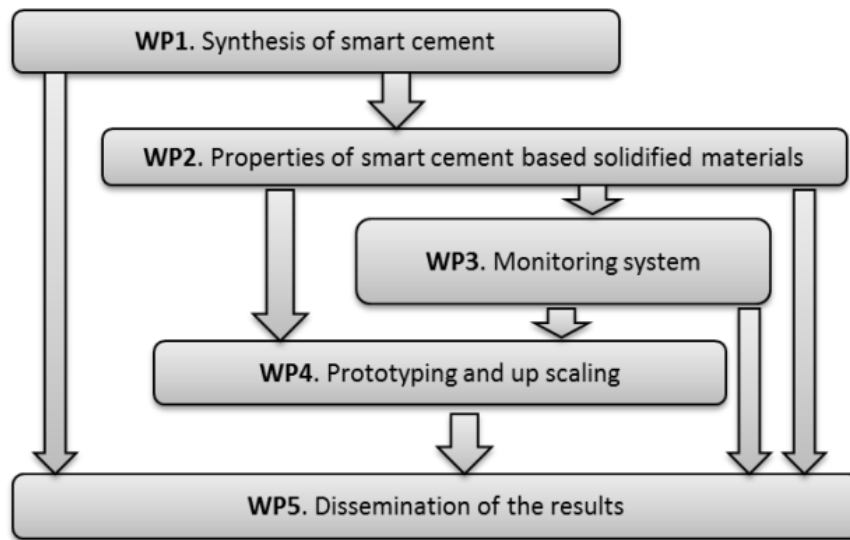 WP1. Synthesis of smart cement
WP2. Properties of smart cement based solidified materials
WP3. Monitoring system
WP4. Prototyping and up scaling
WP5. Dissemination of the results